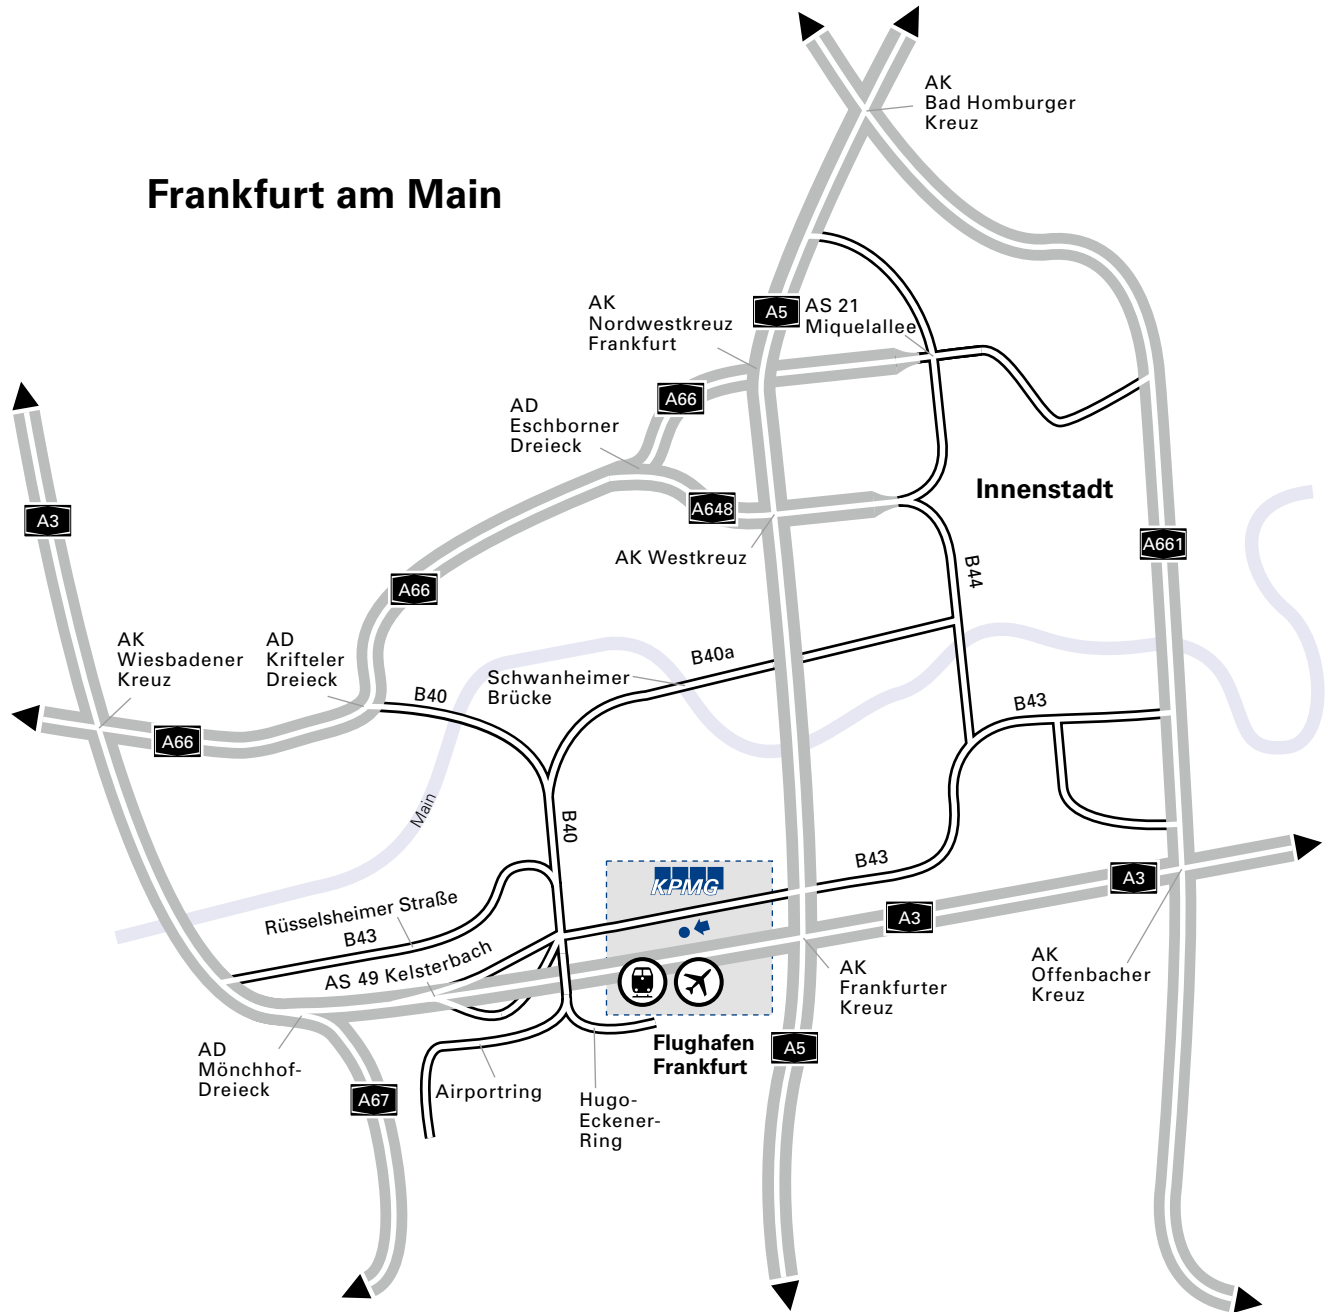 AK
Bad Homburger
Kreuz
Frankfurt am Main
A5
AS 21
Miquelallee
AK
Nordwestkreuz
Frankfurt
A66
AD
Eschborner
Dreieck
Innenstadt
A648
A3
AK Westkreuz
A661
B44
A66
AK
Wiesbadener
Kreuz
AD
Krifteler
Dreieck
B40a
Schwanheimer
Brücke
B40
B43
A66
Main
B40
B43
KPMG
A3
A3
Rüsselsheimer Straße
B43
AS 49 Kelsterbach
AK
Frankfurter
Kreuz
AK
Offenbacher
Kreuz
AD
Mönchhof-
Dreieck
Flughafen
Frankfurt
A5
A67
Airportring
Hugo-
Eckener-
Ring